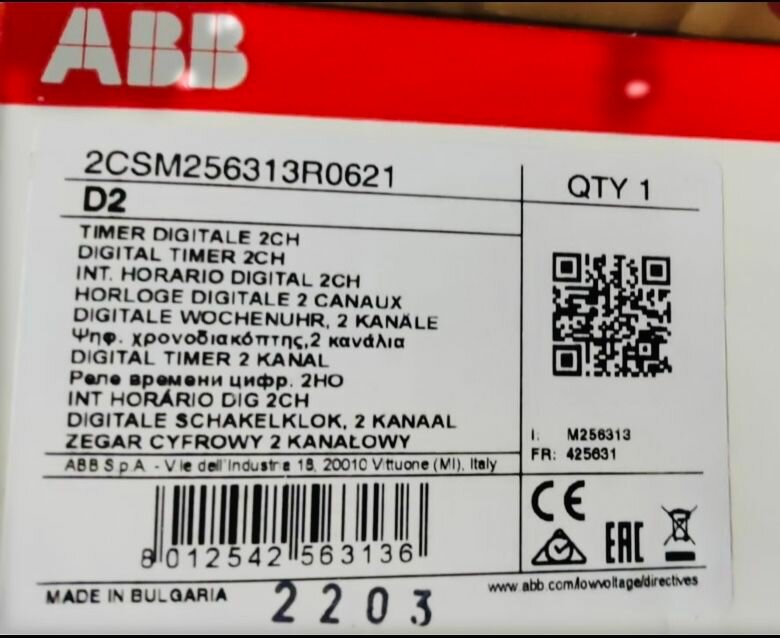 ABB
2CSM256313R0621
QTY 1
D2
TIMER DIGITALE 2CH
DIGITAL TIMER 2CH
INT. HORARIO DIGITAL 2CH
HORLOGE DIGITALE 2 CANAUX
DIGITALE WOCHENUHR, 2 KANÄLE
Ψηφ. χρονοδιακόπτης,2 κανάλια
DIGITAL TIMER 2 KANAL
Реле времени цифр. 2НО
INT HORÁRIO DIG 2CH
DIGITALE SCHAKELKLOK, 2 KANAAL
ZEGAR CYFROWY 2 KANAŁOWY
I: M256313
FR: 425631
ABB S.p.A. - V le dell'Industr e 18, 20010 Vittuone (MI), Italy
CE
EAC
8 012542 563136
www.abb.com/lowvoltage/directives
MADE IN BULGARIA
2203